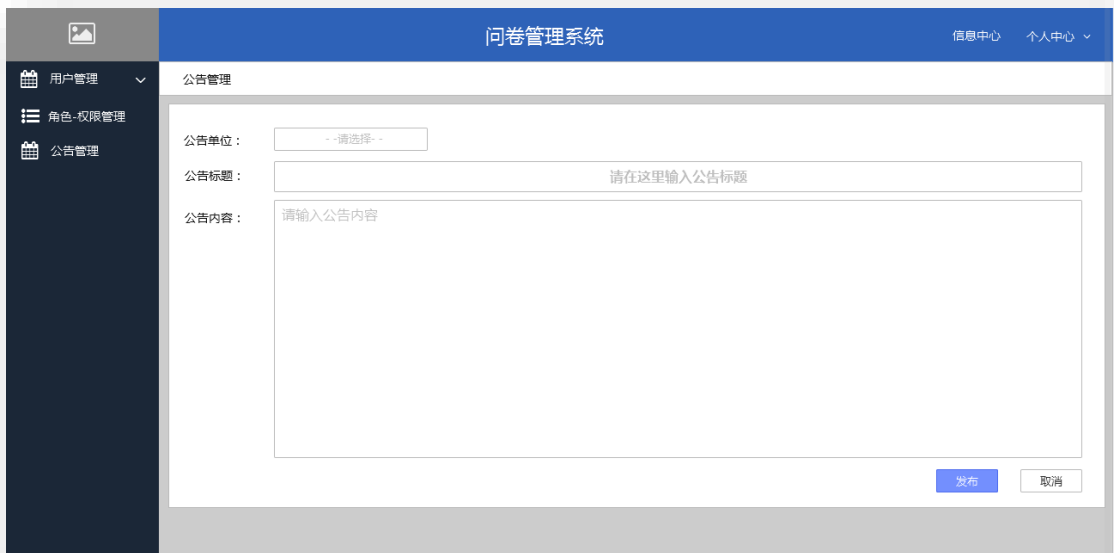 问卷管理系统
信息中心 个人中心
用户管理
角色-权限管理
公告管理
公告管理
公告单位：
- -请选择- -
公告标题：
请在这里输入公告标题
公告内容：
请输入公告内容
发布 取消